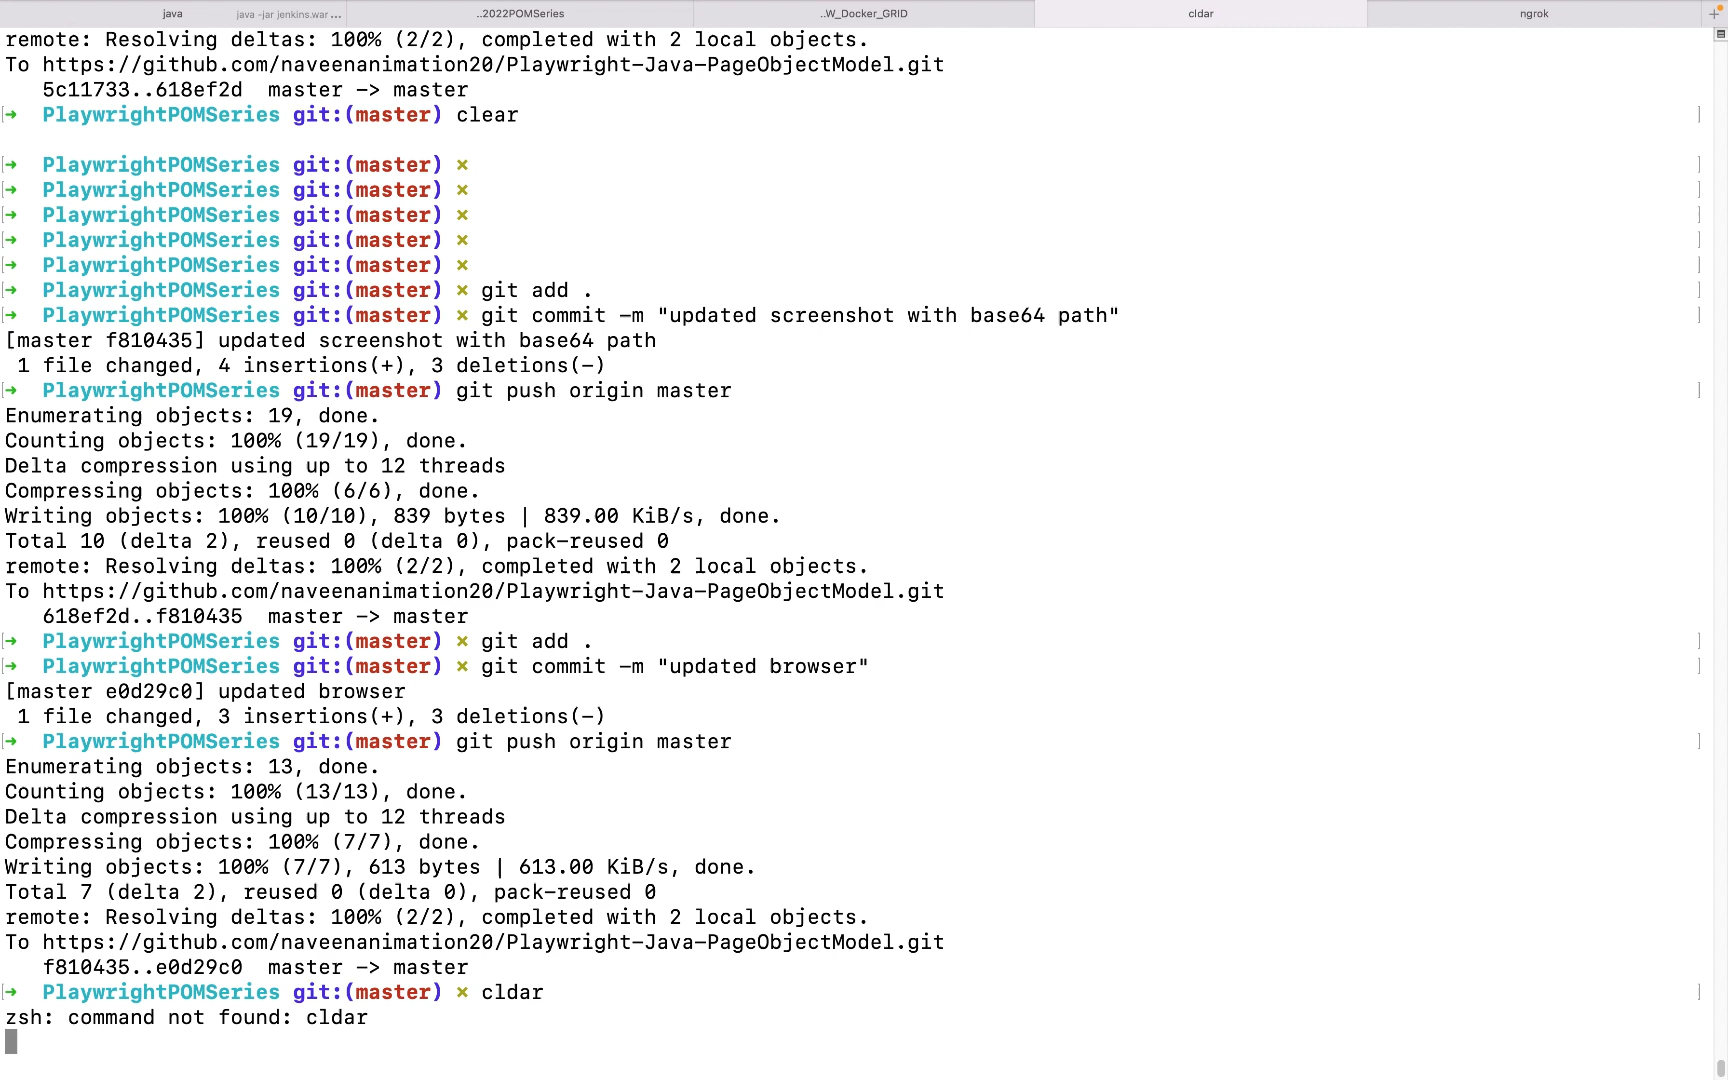 java java -jar jenkins.war ... ..2022POMSeries ..W_Docker_GRID cldar ngrok
remote: Resolving deltas: 100% (2/2), completed with 2 local objects.
To https://github.com/naveenanimation20/Playwright-Java-PageObjectModel.git
   5c11733..618ef2d  master -> master
➜  PlaywrightPOMSeries git:(master) clear
➜  PlaywrightPOMSeries git:(master) ×
➜  PlaywrightPOMSeries git:(master) ×
➜  PlaywrightPOMSeries git:(master) ×
➜  PlaywrightPOMSeries git:(master) ×
➜  PlaywrightPOMSeries git:(master) ×
➜  PlaywrightPOMSeries git:(master) × git add .
➜  PlaywrightPOMSeries git:(master) × git commit -m "updated screenshot with base64 path"
[master f810435] updated screenshot with base64 path
 1 file changed, 4 insertions(+), 3 deletions(-)
➜  PlaywrightPOMSeries git:(master) git push origin master
Enumerating objects: 19, done.
Counting objects: 100% (19/19), done.
Delta compression using up to 12 threads
Compressing objects: 100% (6/6), done.
Writing objects: 100% (10/10), 839 bytes | 839.00 KiB/s, done.
Total 10 (delta 2), reused 0 (delta 0), pack-reused 0
remote: Resolving deltas: 100% (2/2), completed with 2 local objects.
To https://github.com/naveenanimation20/Playwright-Java-PageObjectModel.git
   618ef2d..f810435  master -> master
➜  PlaywrightPOMSeries git:(master) × git add .
➜  PlaywrightPOMSeries git:(master) × git commit -m "updated browser"
[master e0d29c0] updated browser
 1 file changed, 3 insertions(+), 3 deletions(-)
➜  PlaywrightPOMSeries git:(master) git push origin master
Enumerating objects: 13, done.
Counting objects: 100% (13/13), done.
Delta compression using up to 12 threads
Compressing objects: 100% (7/7), done.
Writing objects: 100% (7/7), 613 bytes | 613.00 KiB/s, done.
Total 7 (delta 2), reused 0 (delta 0), pack-reused 0
remote: Resolving deltas: 100% (2/2), completed with 2 local objects.
To https://github.com/naveenanimation20/Playwright-Java-PageObjectModel.git
   f810435..e0d29c0  master -> master
➜  PlaywrightPOMSeries git:(master) × cldar
zsh: command not found: cldar